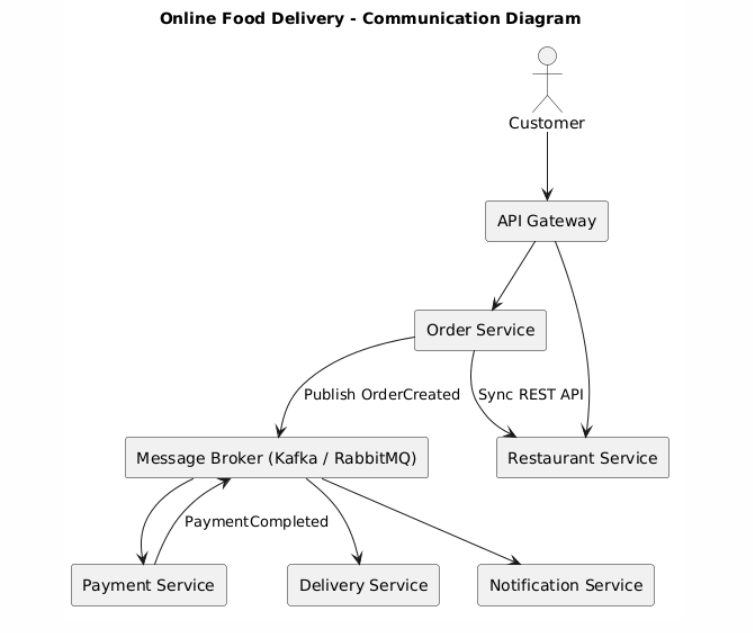 Online Food Delivery - Communication Diagram
Customer
API Gateway
Order Service
Publish OrderCreated
Sync REST API
Message Broker (Kafka / RabbitMQ)
Restaurant Service
PaymentCompleted
Payment Service
Delivery Service
Notification Service